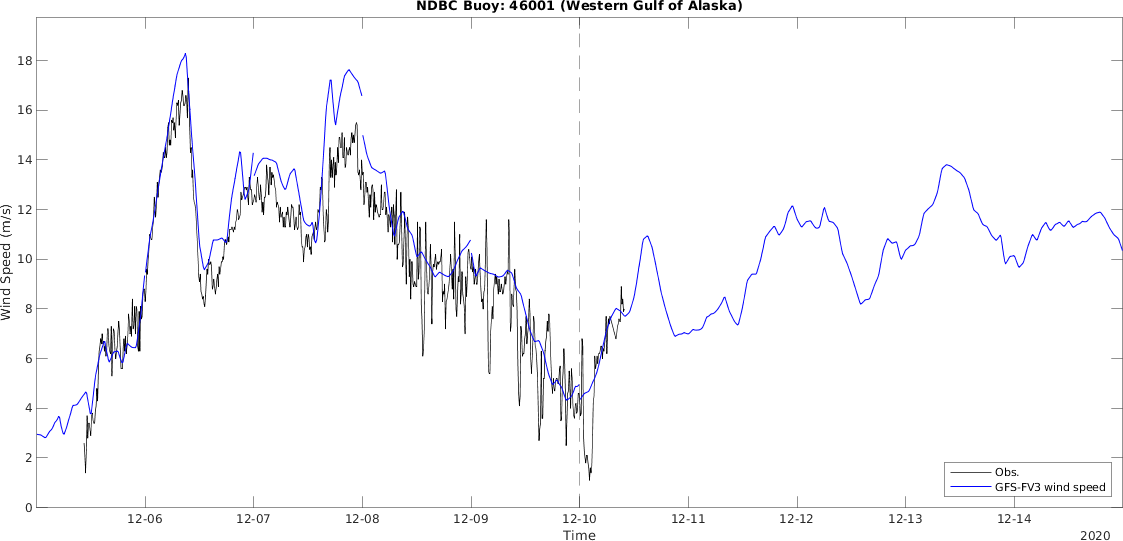 NDBC Buoy: 46001 (Western Gulf of Alaska)
18
16
14
12
10
8
6
4
2
0
Wind Speed (m/s)
12-06 12-07 12-08 12-09 12-10 12-11 12-12 12-13 12-14
Time
2020
Obs.
GFS-FV3 wind speed